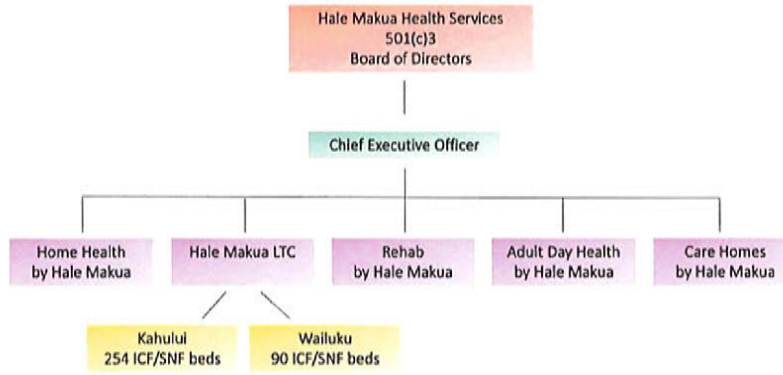 Hale Makua Health Services
501(c)3
Board of Directors
Chief Executive Officer
Home Health
by Hale Makua
Hale Makua LTC
Rehab
by Hale Makua
Adult Day Health
by Hale Makua
Care Homes
by Hale Makua
Kahului
254 ICF/SNF beds
Wailuku
90 ICF/SNF beds